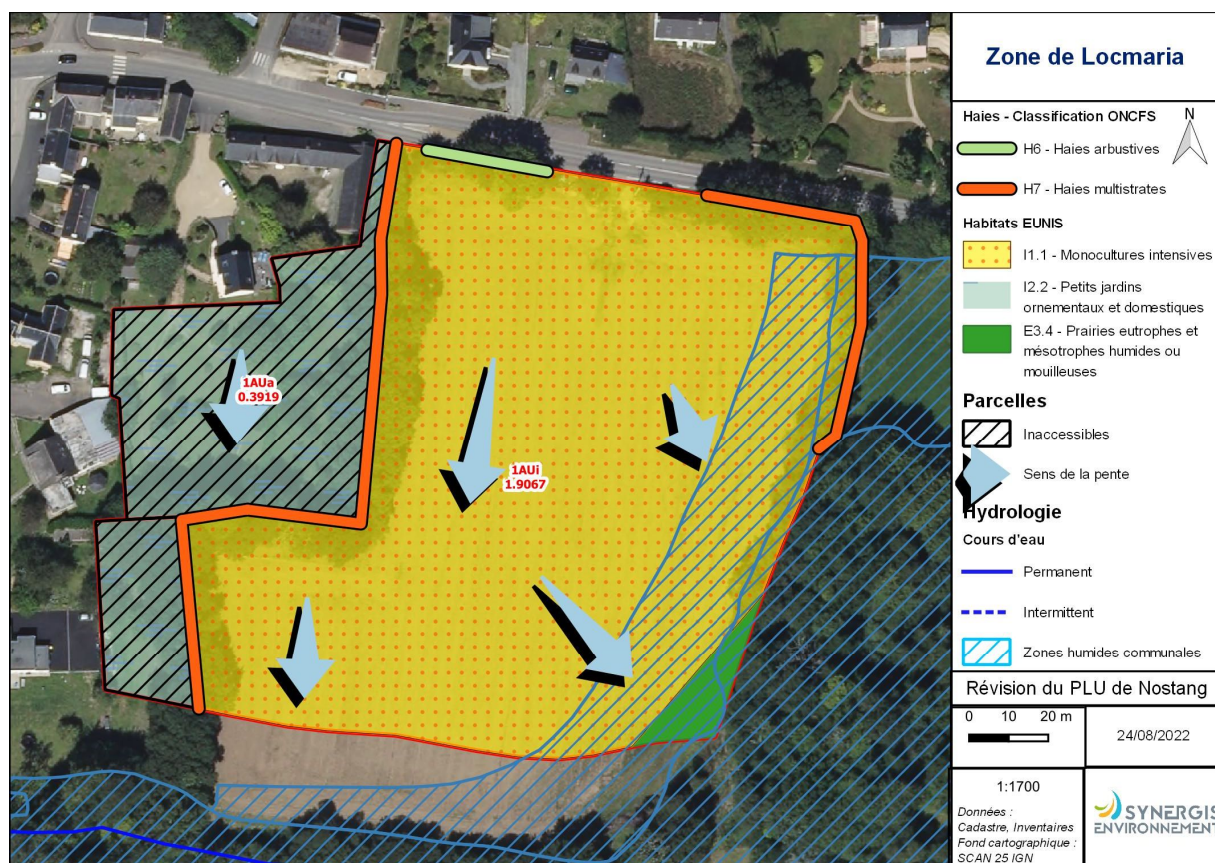 Zone de Locmaria
Haies - Classification ONCFS
N
H6 - Haies arbustives
H7 - Haies multistrates
Habitats EUNIS
I1.1 - Monocultures intensives
I2.2 - Petits jardins
ornementaux et domestiques
E3.4 - Prairies eutrophes et
mésotrophes humides ou
mouilleuses
Parcelles
Inaccessibles
Sens de la pente
Hydrologie
Cours d'eau
Permanent
Intermittent
Zones humides communales
Révision du PLU de Nostang
0 10 20 m
24/08/2022
1:1700
Données :
Cadastre, Inventaires
Fond cartographique :
SCAN 25 IGN
SYNERGIS
ENVIRONNEMENT
1AUa
0.3919
1AUi
1.9067